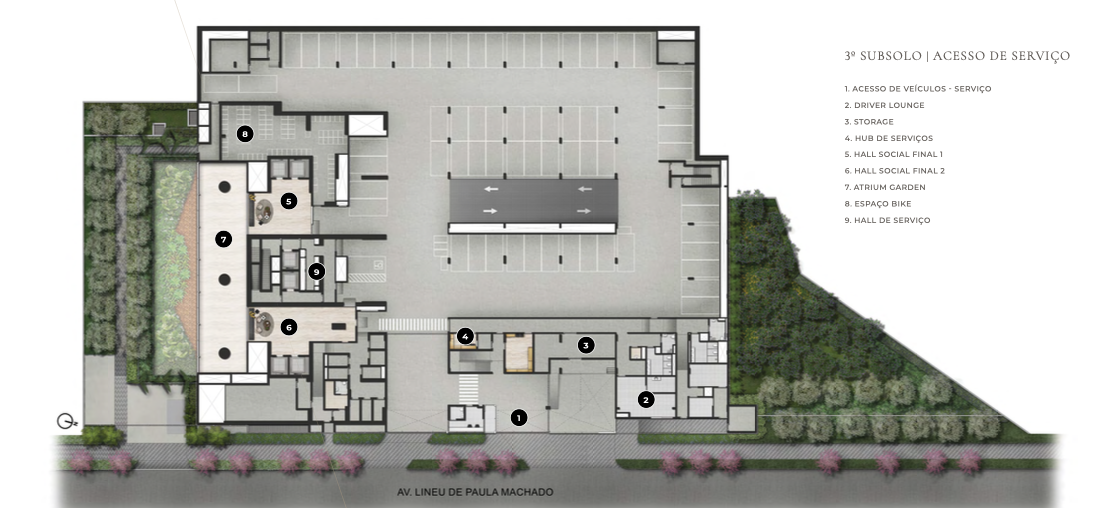 3º SUBSOLO | ACESSO DE SERVIÇO
1. ACESSO DE VEÍCULOS - SERVIÇO
2. DRIVER LOUNGE
3. STORAGE
4. HUB DE SERVIÇOS
5. HALL SOCIAL FINAL 1
6. HALL SOCIAL FINAL 2
7. ATRIUM GARDEN
8. ESPAÇO BIKE
9. HALL DE SERVIÇO
8
5
7
9
6
4
3
2
1
AV. LINEU DE PAULA MACHADO